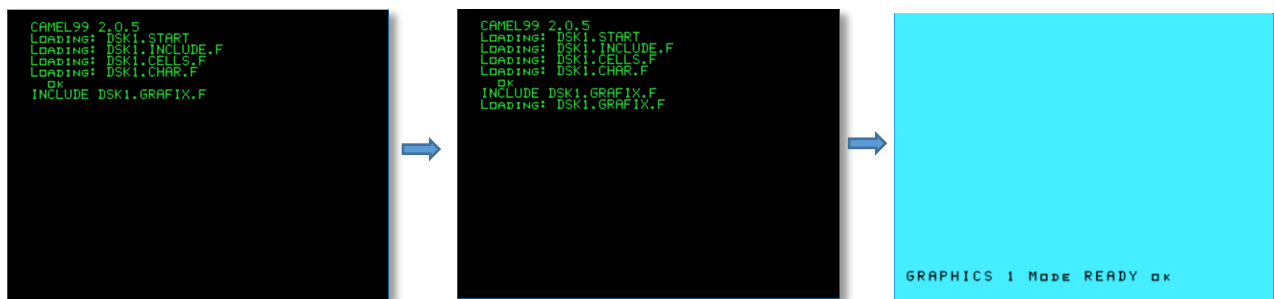 CAMEL99 2.0.5
Loading: DSK1.START
Loading: DSK1.INCLUDE.F
Loading: DSK1.CELLS.F
Loading: DSK1.CHAR.F
ok
INCLUDE DSK1.GRAFIX.F
CAMEL99 2.0.5
Loading: DSK1.START
Loading: DSK1.INCLUDE.F
Loading: DSK1.CELLS.F
Loading: DSK1.CHAR.F
ok
INCLUDE DSK1.GRAFIX.F
Loading: DSK1.GRAFIX.F
GRAPHICS 1 Mode READY ok